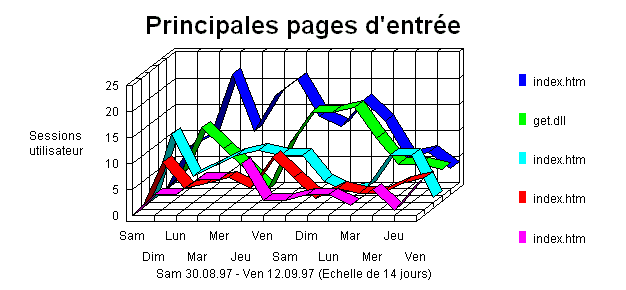 Principales pages d'entrée
25
20
15
10
5
0
Sessions
utilisateur
Sam Lun Mer Ven Dim Mar Jeu
Dim Mar Jeu Sam Lun Mer Ven
Sam 30.08.97 - Ven 12.09.97 (Echelle de 14 jours)
index.htm
get.dll
index.htm
index.htm
index.htm